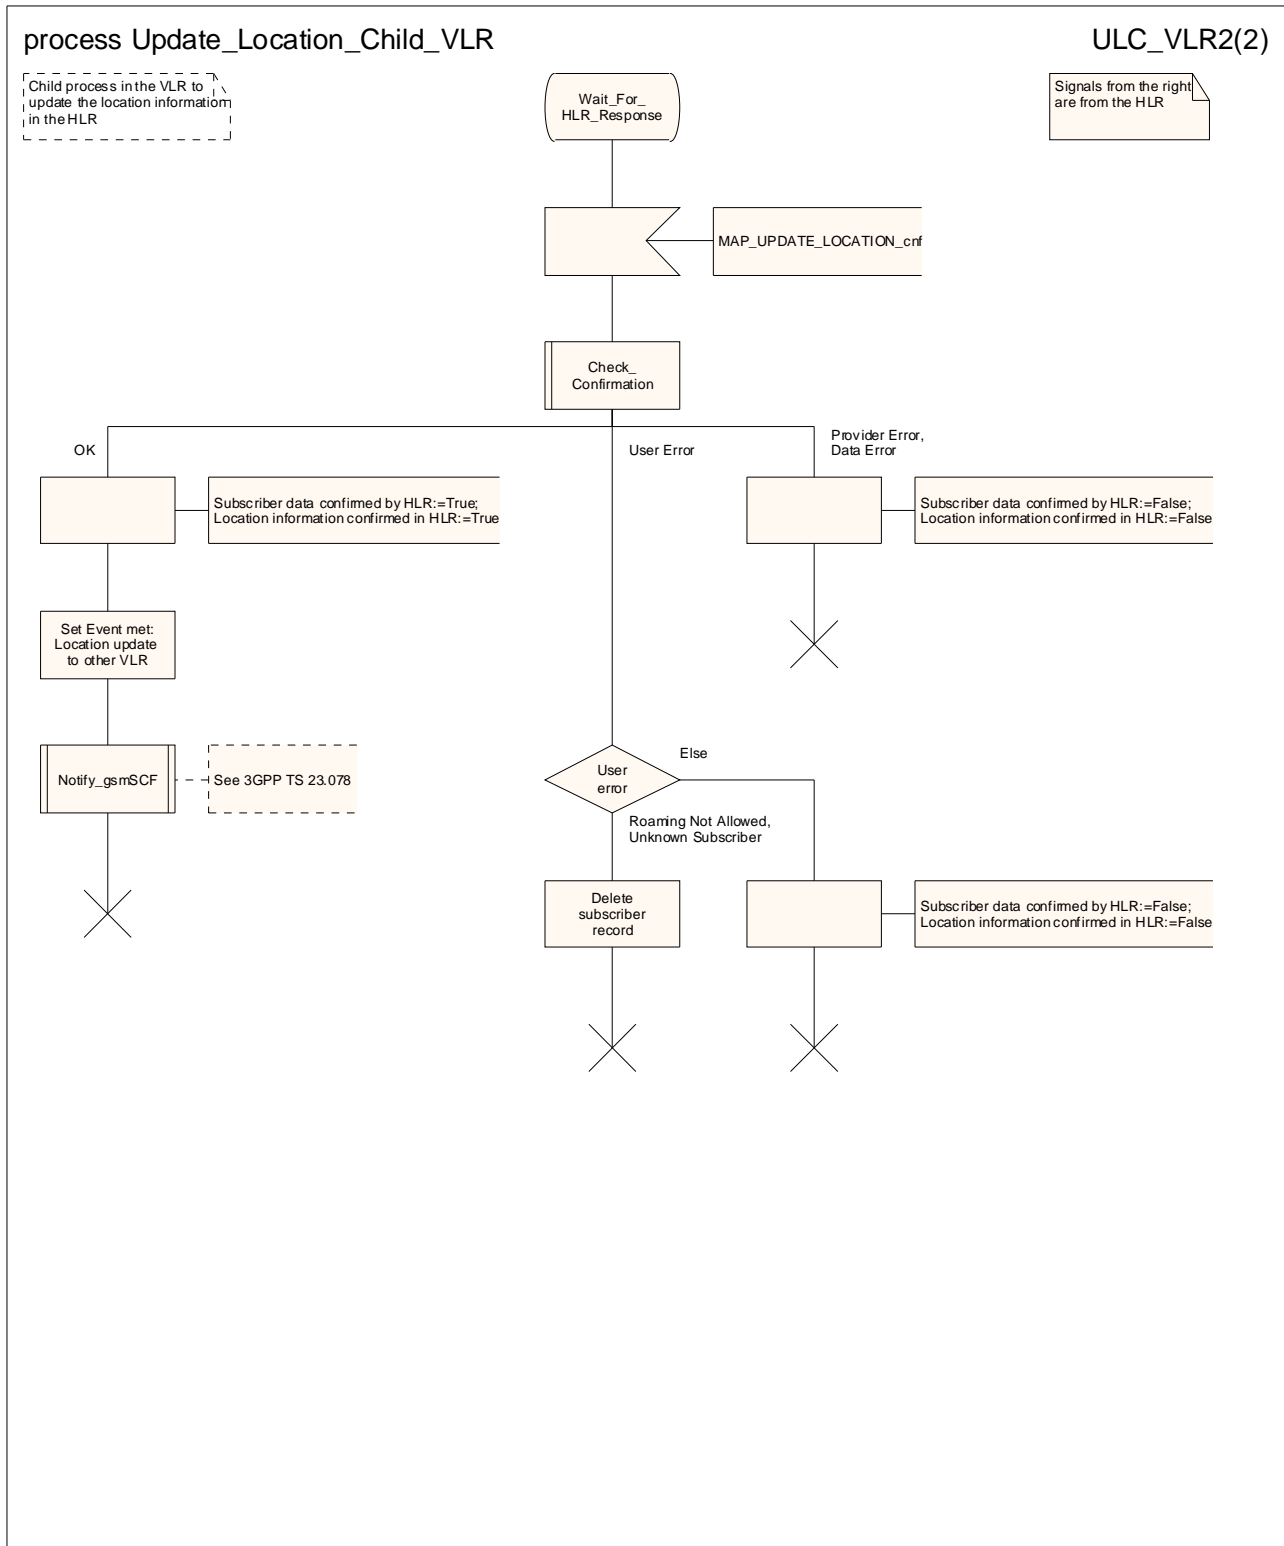 process Update_Location_Child_VLR
ULC_VLR2(2)
Child process in the VLR to
update the location information
in the HLR
Wait_For_
HLR_Response
Signals from the right
are from the HLR
MAP_UPDATE_LOCATION_cnf
Check_
Confirmation
OK
User Error
Provider Error,
Data Error
Subscriber data confirmed by HLR:=True;
Location information confirmed in HLR:=True
Subscriber data confirmed by HLR:=False;
Location information confirmed in HLR:=False
Set Event met:
Location update
to other VLR
Notify_gsmSCF
See 3GPP TS 23.078
User
error
Else
Roaming Not Allowed,
Unknown Subscriber
Delete
subscriber
record
Subscriber data confirmed by HLR:=False;
Location information confirmed in HLR:=False